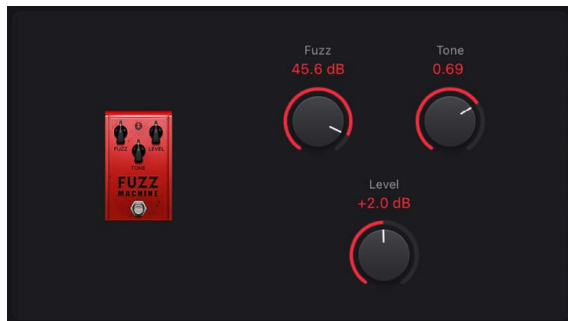 Fuzz
45.6 dB
Tone
0.69
FUZZ
LEVEL
TONE
FUZZ
MACHINE
Level
+2.0 dB